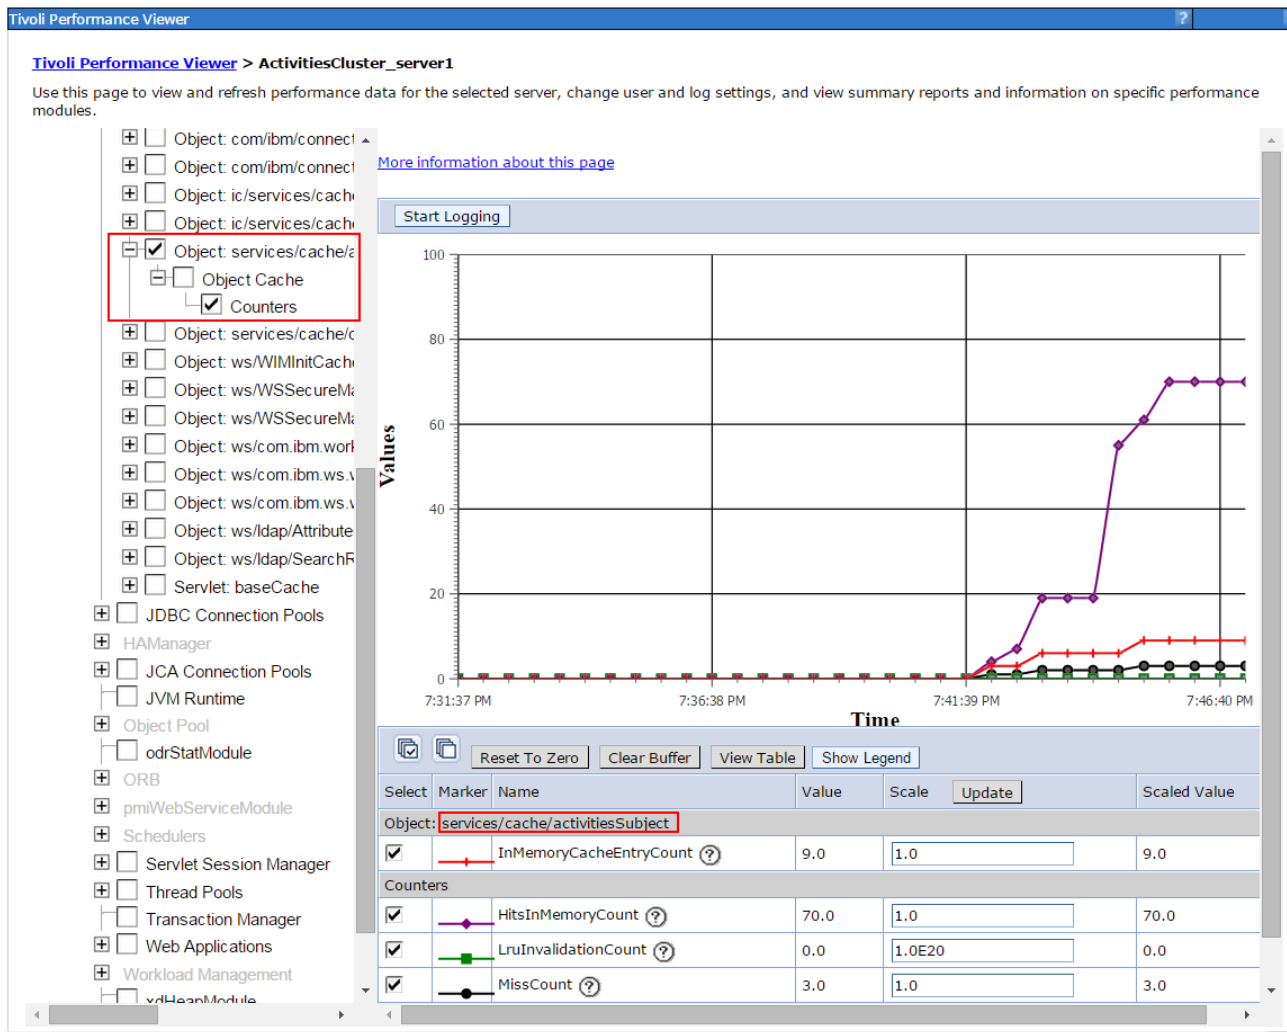 Tivoli Performance Viewer
?
Tivoli Performance Viewer > ActivitiesCluster_server1
Use this page to view and refresh performance data for the selected server, change user and log settings, and view summary reports and information on specific performance
modules.
Object: com/ibm/connect
Object: com/ibm/connect
Object: ic/services/cache
Object: ic/services/cache
Object: services/cache/a
Object Cache
Counters
Object: services/cache/c
Object: ws/WIMInitCache
Object: ws/WSSecureMa
Object: ws/WSSecureMa
Object: ws/com.ibm.work
Object: ws/com.ibm.ws.w
Object: ws/com.ibm.ws.w
Object: ws/ldap/Attribute
Object: ws/ldap/SearchR
Servlet: baseCache
JDBC Connection Pools
HAManager
JCA Connection Pools
JVM Runtime
Object Pool
odrStatModule
ORB
pmiWebServiceModule
Schedulers
Servlet Session Manager
Thread Pools
Transaction Manager
Web Applications
Workload Management
xdHeapModule
More information about this page
Start Logging
100
80
60
40
20
0
Values
7:31:37 PM 7:36:38 PM 7:41:39 PM 7:46:40 PM
Time
Reset To Zero Clear Buffer View Table Show Legend
Select Marker Name Value Scale Update Scaled Value
Object: services/cache/activitiesSubject
InMemoryCacheEntryCount ? 9.0 1.0 9.0
Counters
HitsInMemoryCount ? 70.0 1.0 70.0
LruInvalidationCount ? 0.0 1.0E20 0.0
MissCount ? 3.0 1.0 3.0